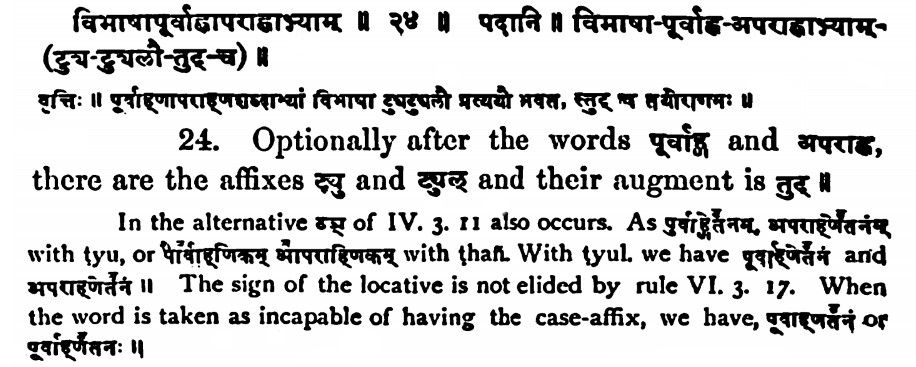 विभाषापूर्वाह्णापराह्णाभ्याम् ॥ २४ ॥ पदानि ॥ विभाषा-पूर्वाह्ण-अपराह्णाभ्याम्-
(ट्यु-ट्युलौ-तुट्-च) ॥
वृत्तिः ॥ पूर्वाह्णापराह्णशब्दाभ्यां विभाषा ट्युट्युलौ प्रत्ययौ भवत, स्तुट् च तयोरागमः ॥
24. Optionally after the words पूर्वाह्ण and अपराह्ण,
there are the affixes ट्यु and ट्युल् and their augment is तुट् ॥
In the alternative ठञ् of IV. 3. 11 also occurs. As पूर्वाह्णेतनम्, अपराह्णेतनम्
with ṭyu, or पौर्वाह्णिकम् आपराह्णिकम् with ṭhañ. With ṭyul. we have पूर्वाह्णेतनं and
अपराह्णेतनं ॥ The sign of the locative is not elided by rule VI. 3. 17. When
the word is taken as incapable of having the case-affix, we have, पूर्वाह्णतनं or
पूर्वाह्णतनः ॥